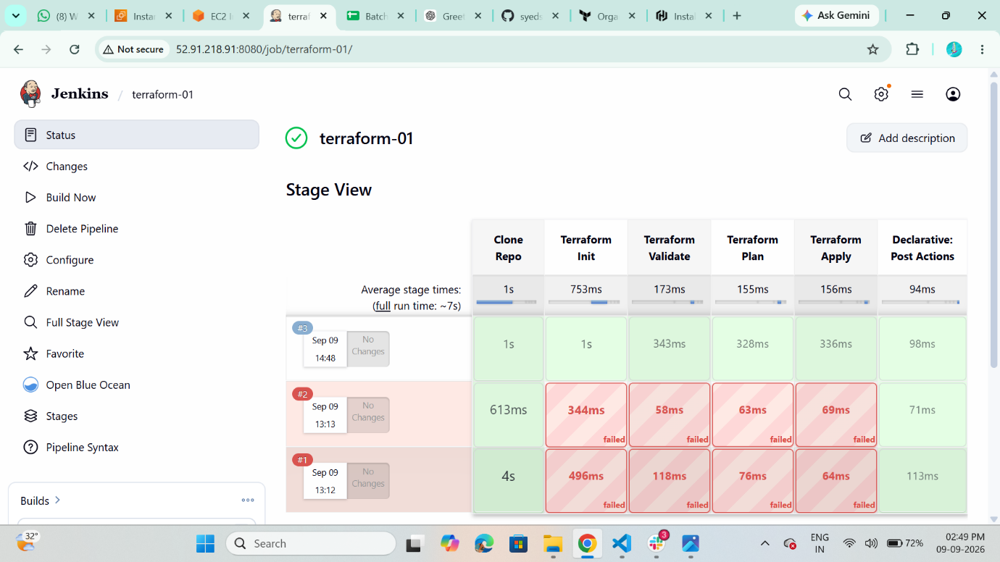 (8) W
Instan
EC2 I
terraf
Batch
Greet
syeds
Orga
Instal
Ask Gemini
Not secure
52.91.218.91:8080/job/terraform-01/
Jenkins / terraform-01
Status
Changes
Build Now
Delete Pipeline
Configure
Rename
Full Stage View
Favorite
Open Blue Ocean
Stages
Pipeline Syntax
Builds
terraform-01
Add description
Stage View
Clone Repo
Terraform Init
Terraform Validate
Terraform Plan
Terraform Apply
Declarative: Post Actions
Average stage times:
(full run time: ~7s)
1s 753ms 173ms 155ms 156ms 94ms
#3
Sep 09
14:48
No Changes
1s 1s 343ms 328ms 336ms 98ms
#2
Sep 09
13:13
No Changes
613ms 344ms 58ms 63ms 69ms 71ms
failed failed failed failed
#1
Sep 09
13:12
No Changes
4s 496ms 118ms 76ms 64ms 113ms
failed failed failed failed
32°
Search
3
ENG
IN
72%
02:49 PM
09-09-2026